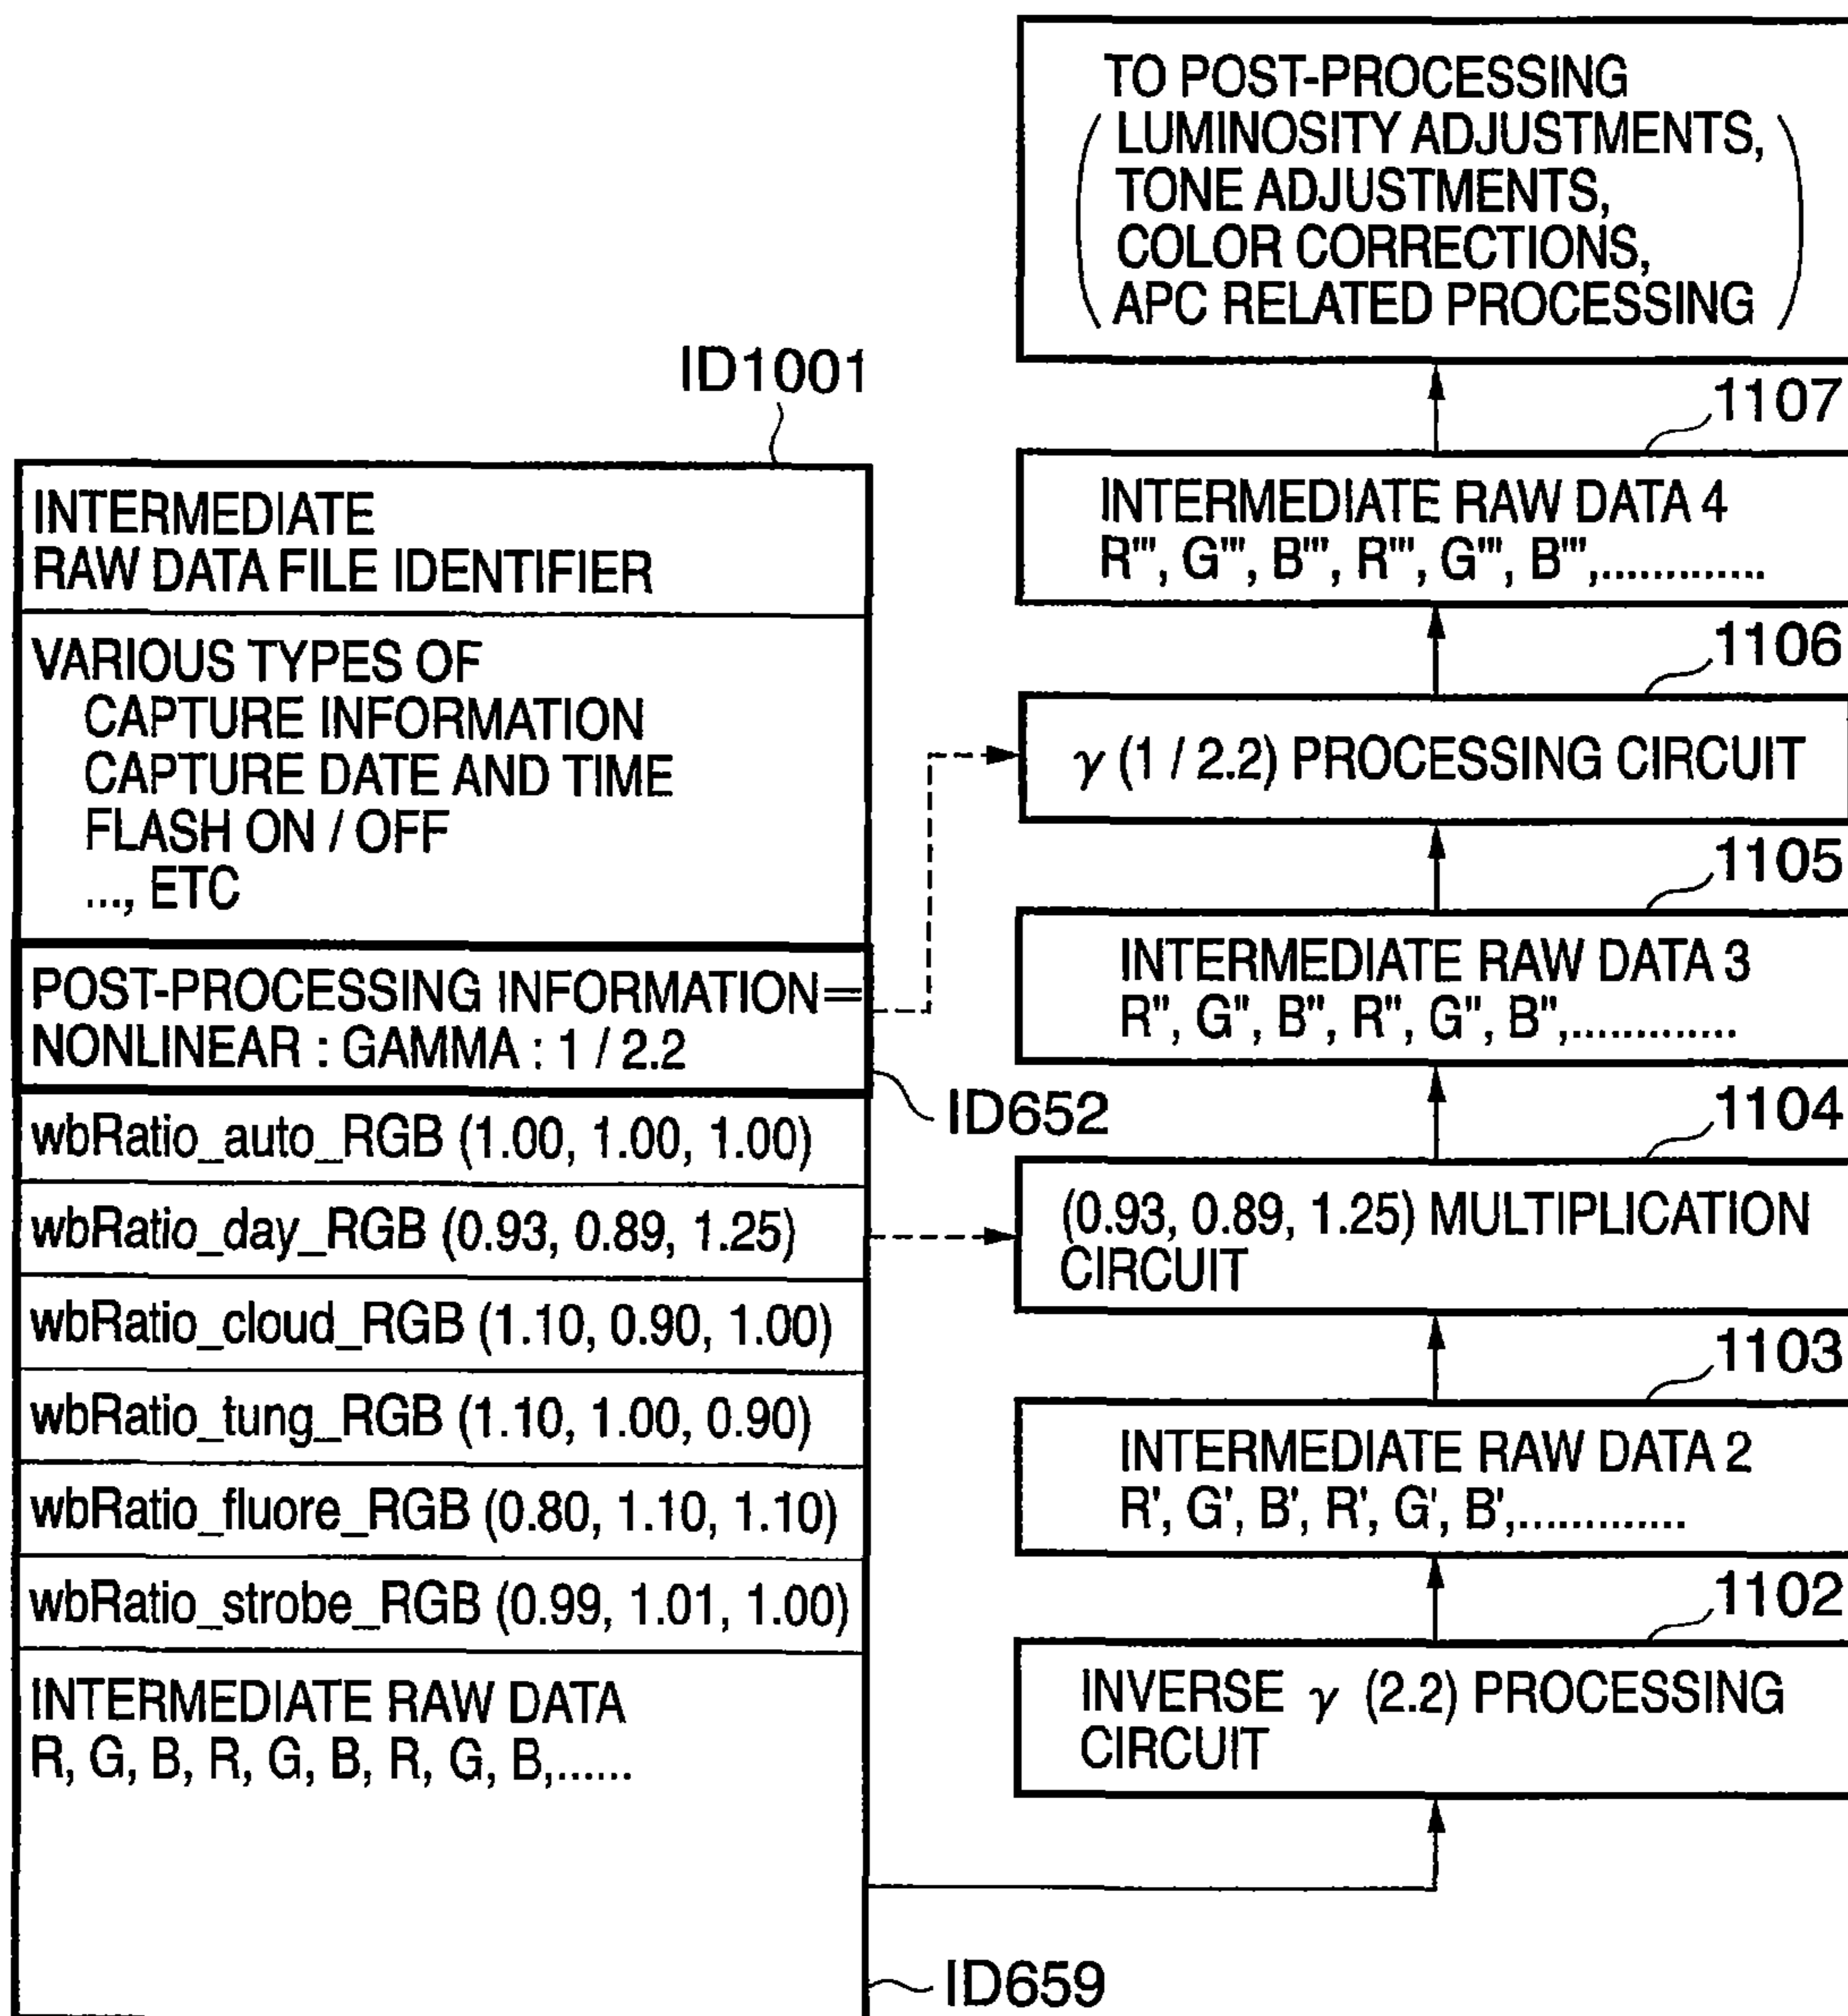 ID1001
INTERMEDIATE
RAW DATA FILE IDENTIFIER
VARIOUS TYPES OF
CAPTURE INFORMATION
CAPTURE DATE AND TIME
FLASH ON / OFF
..., ETC
POST-PROCESSING INFORMATION=
NONLINEAR : GAMMA : 1 / 2.2
ID652
wbRatio_auto_RGB (1.00, 1.00, 1.00)
wbRatio_day_RGB (0.93, 0.89, 1.25)
wbRatio_cloud_RGB (1.10, 0.90, 1.00)
wbRatio_tung_RGB (1.10, 1.00, 0.90)
wbRatio_fluore_RGB (0.80, 1.10, 1.10)
wbRatio_strobe_RGB (0.99, 1.01, 1.00)
INTERMEDIATE RAW DATA
R, G, B, R, G, B, R, G, B,......
ID659
TO POST-PROCESSING
( LUMINOSITY ADJUSTMENTS,
TONE ADJUSTMENTS,
COLOR CORRECTIONS,
APC RELATED PROCESSING )
1107
INTERMEDIATE RAW DATA 4
R''', G''', B''', R''', G''', B''',..............
1106
γ (1 / 2.2) PROCESSING CIRCUIT
1105
INTERMEDIATE RAW DATA 3
R'', G'', B'', R'', G'', B'',..............
1104
(0.93, 0.89, 1.25) MULTIPLICATION
CIRCUIT
1103
INTERMEDIATE RAW DATA 2
R', G', B', R', G', B',..............
1102
INVERSE γ (2.2) PROCESSING
CIRCUIT